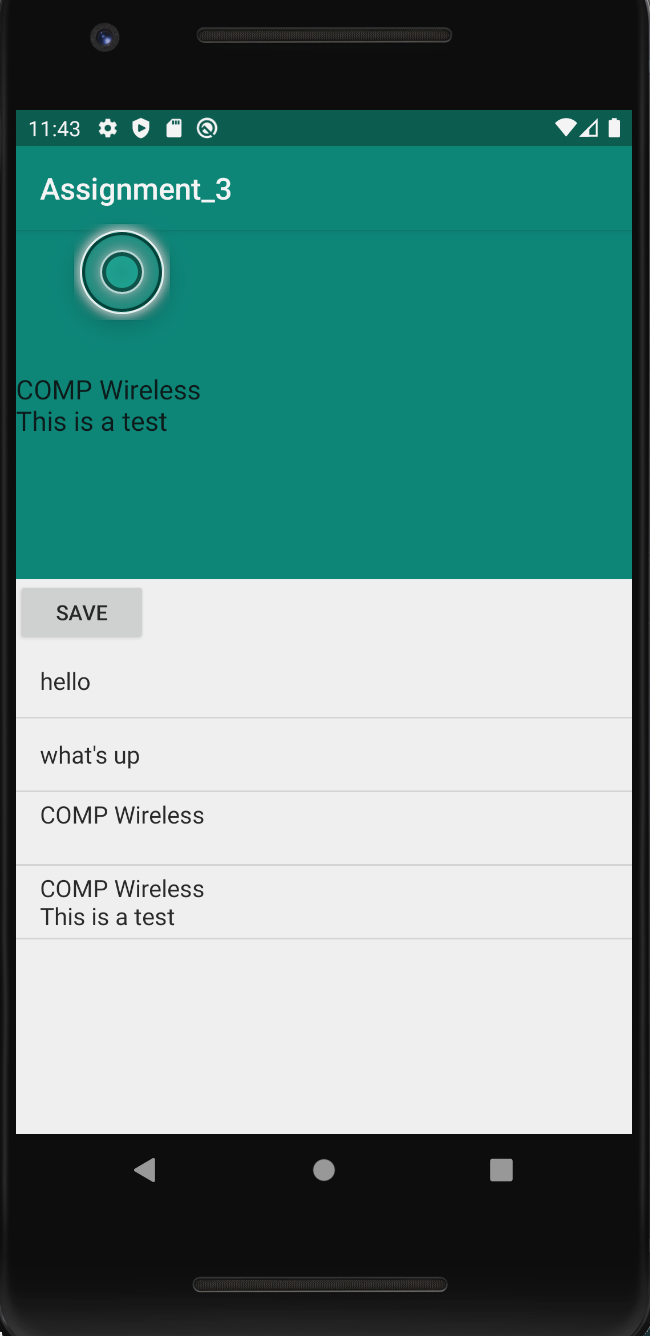 11:43
Assignment_3
COMP Wireless
This is a test
SAVE
hello
what's up
COMP Wireless
COMP Wireless
This is a test